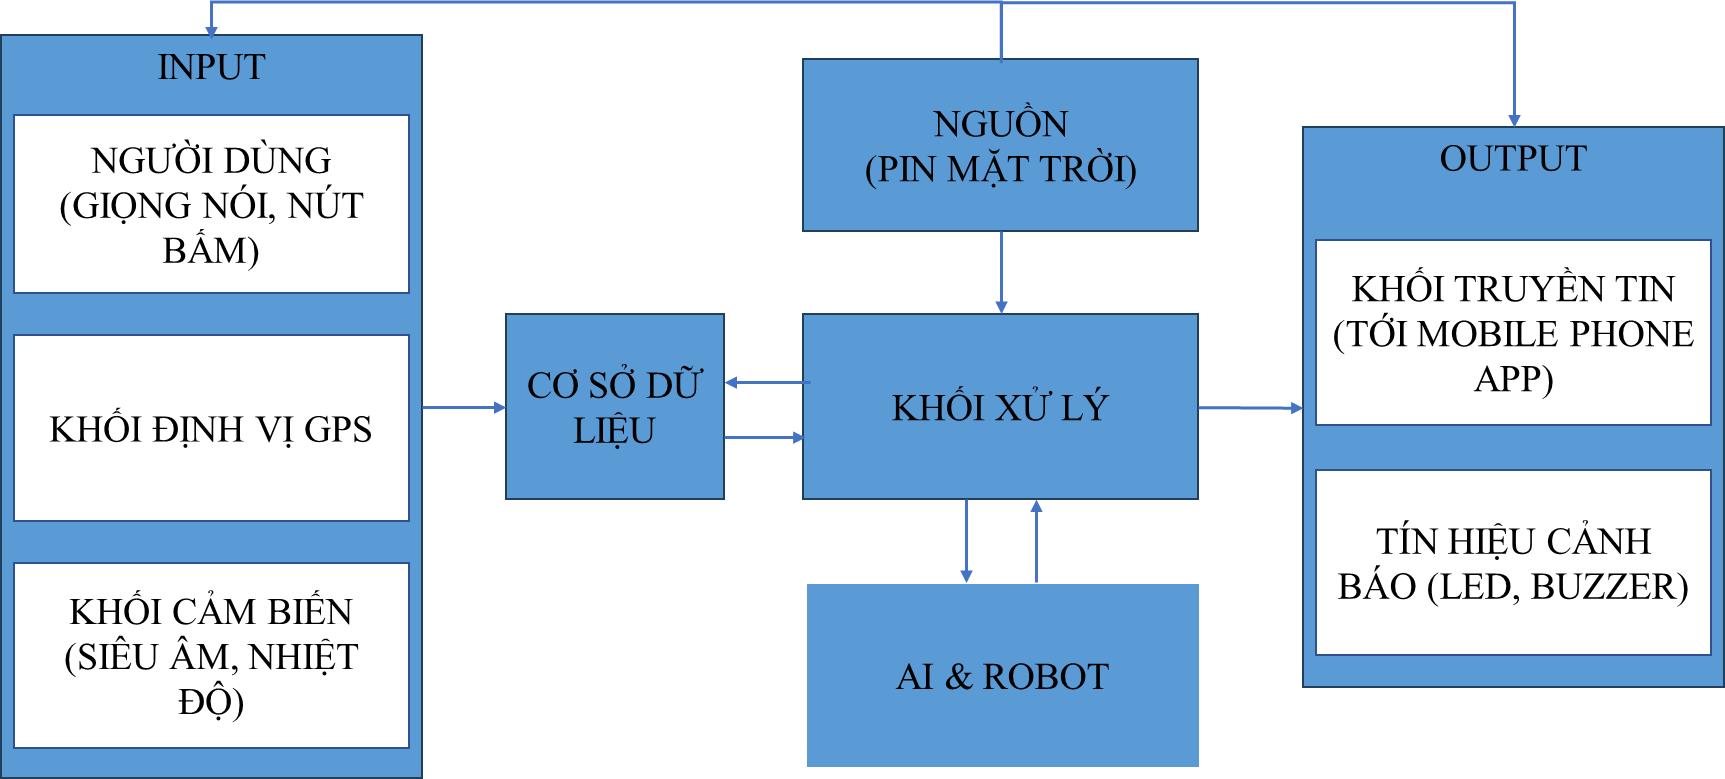 INPUT
NGƯỜI DÙNG
(GIỌNG NÓI, NÚT
BẤM)
KHỐI ĐỊNH VỊ GPS
KHỐI CẢM BIẾN
(SIÊU ÂM, NHIỆT
ĐỘ)
CƠ SỞ DỮ
LIỆU
NGUỒN
(PIN MẶT TRỜI)
KHỐI XỬ LÝ
AI & ROBOT
OUTPUT
KHỐI TRUYỀN TIN
(TỚI MOBILE PHONE
APP)
TÍN HIỆU CẢNH
BÁO (LED, BUZZER)